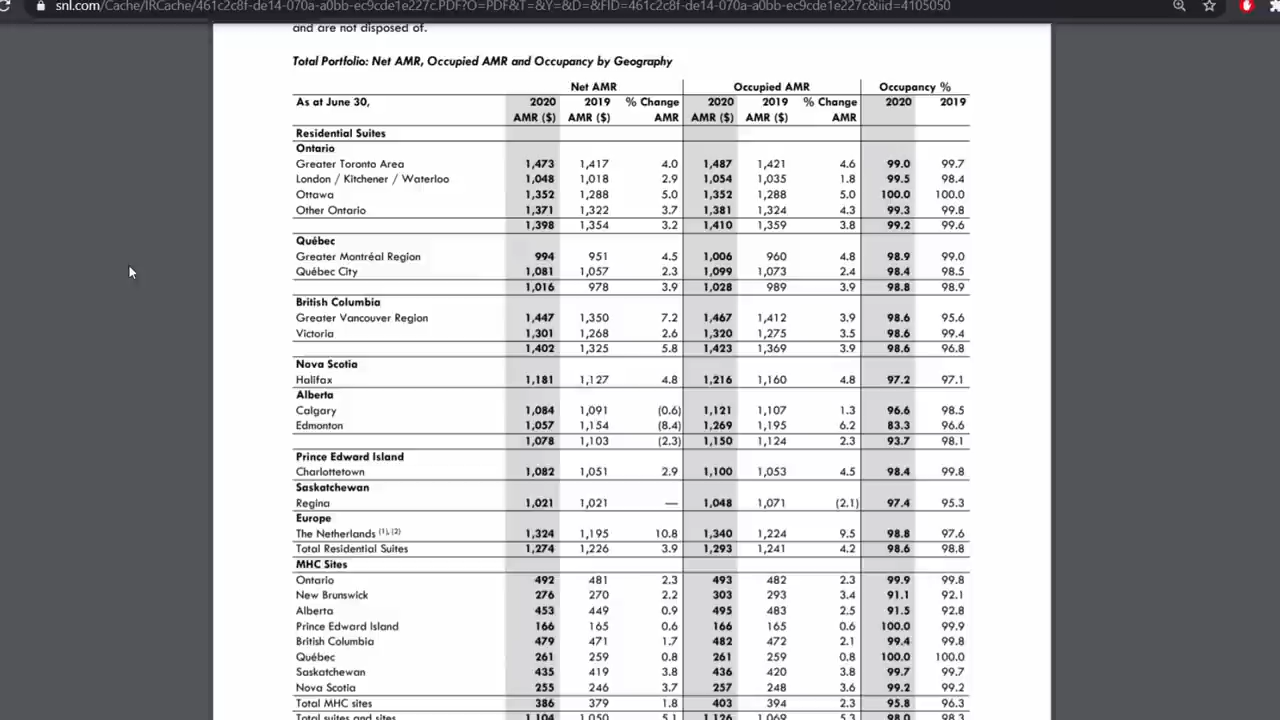 snl.com/Cache/IRCache/461c2c8f-de14-070a-a0bb-ec9cde1e227c.PDF?O=PDF&T=&Y=&D=&FID=461c2c8f-de14-070a-a0bb-ec9cde1e227c&iid=4105050
and are not disposed of.
Total Portfolio: Net AMR, Occupied AMR and Occupancy by Geography
Net AMR Occupied AMR Occupancy %
As at June 30, 2020 2019 % Change 2020 2019 % Change 2020 2019
AMR ($) AMR ($) AMR AMR ($) AMR ($) AMR
Residential Suites
Ontario
Greater Toronto Area 1,473 1,417 4.0 1,487 1,421 4.6 99.0 99.7
London / Kitchener / Waterloo 1,048 1,018 2.9 1,054 1,035 1.8 99.5 98.4
Ottawa 1,352 1,288 5.0 1,352 1,288 5.0 100.0 100.0
Other Ontario 1,371 1,322 3.7 1,381 1,324 4.3 99.3 99.8
1,398 1,354 3.2 1,410 1,359 3.8 99.2 99.6
Québec
Greater Montréal Region 994 951 4.5 1,006 960 4.8 98.9 99.0
Québec City 1,081 1,057 2.3 1,099 1,073 2.4 98.4 98.5
1,016 978 3.9 1,028 989 3.9 98.8 98.9
British Columbia
Greater Vancouver Region 1,447 1,350 7.2 1,467 1,412 3.9 98.6 95.6
Victoria 1,301 1,268 2.6 1,320 1,275 3.5 98.6 99.4
1,402 1,325 5.8 1,423 1,369 3.9 98.6 96.8
Nova Scotia
Halifax 1,181 1,127 4.8 1,216 1,160 4.8 97.2 97.1
Alberta
Calgary 1,084 1,091 (0.6) 1,121 1,107 1.3 96.6 98.5
Edmonton 1,057 1,154 (8.4) 1,269 1,195 6.2 83.3 96.6
1,078 1,103 (2.3) 1,150 1,124 2.3 93.7 98.1
Prince Edward Island
Charlottetown 1,082 1,051 2.9 1,100 1,053 4.5 98.4 99.8
Saskatchewan
Regina 1,021 1,021 — 1,048 1,071 (2.1) 97.4 95.3
Europe
The Netherlands (1), (2) 1,324 1,195 10.8 1,340 1,224 9.5 98.8 97.6
Total Residential Suites 1,274 1,226 3.9 1,293 1,241 4.2 98.6 98.8
MHC Sites
Ontario 492 481 2.3 493 482 2.3 99.9 99.8
New Brunswick 276 270 2.2 303 293 3.4 91.1 92.1
Alberta 453 449 0.9 495 483 2.5 91.5 92.8
Prince Edward Island 166 165 0.6 166 165 0.6 100.0 99.9
British Columbia 479 471 1.7 482 472 2.1 99.4 99.8
Québec 261 259 0.8 261 259 0.8 100.0 100.0
Saskatchewan 435 419 3.8 436 420 3.8 99.7 99.7
Nova Scotia 255 246 3.7 257 248 3.6 99.2 99.2
Total MHC sites 386 379 1.8 403 394 2.3 95.8 96.3
Total suites and sites 1,104 1,050 5.1 1,126 1,069 5.3 98.0 98.3